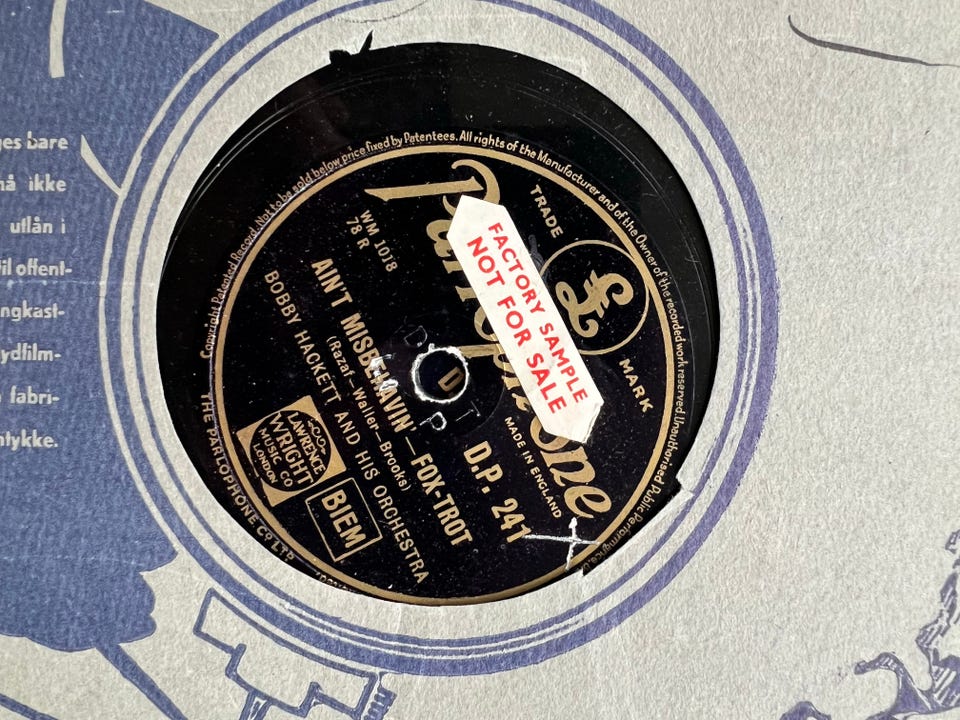 Copyright Patented Record. Not to be sold below price fixed by Patentees. All rights of the Manufacturer and of the Owner of the recorded work reserved. Unauthorised Public Performance
THE PARLOPHONE CO LTD
TRADE
MARK
£
FACTORY SAMPLE
NOT FOR SALE
MADE IN ENGLAND
WM 1018
78 R
D.P. 241
AIN'T MISBEHAVIN' — FOX-TROT
(Razaf—Waller—Brooks)
BOBBY HACKETT AND HIS ORCHESTRA
LAWRENCE
WRIGHT
MUSIC CO
LONDON
BIEM
D
P
ges bare
må ikke
utlån i
til offent-
ngkast-
ydfilm-
fabri-
ntykke.